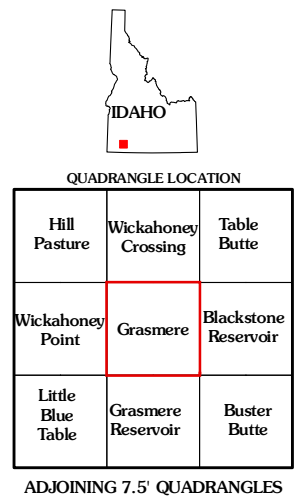 IDAHO
QUADRANGLE LOCATION
Hill
Pasture
Wickahoney
Crossing
Table
Butte
Wickahoney
Point
Grasmere
Blackstone
Reservoir
Little
Blue
Table
Grasmere
Reservoir
Buster
Butte
ADJOINING 7.5' QUADRANGLES